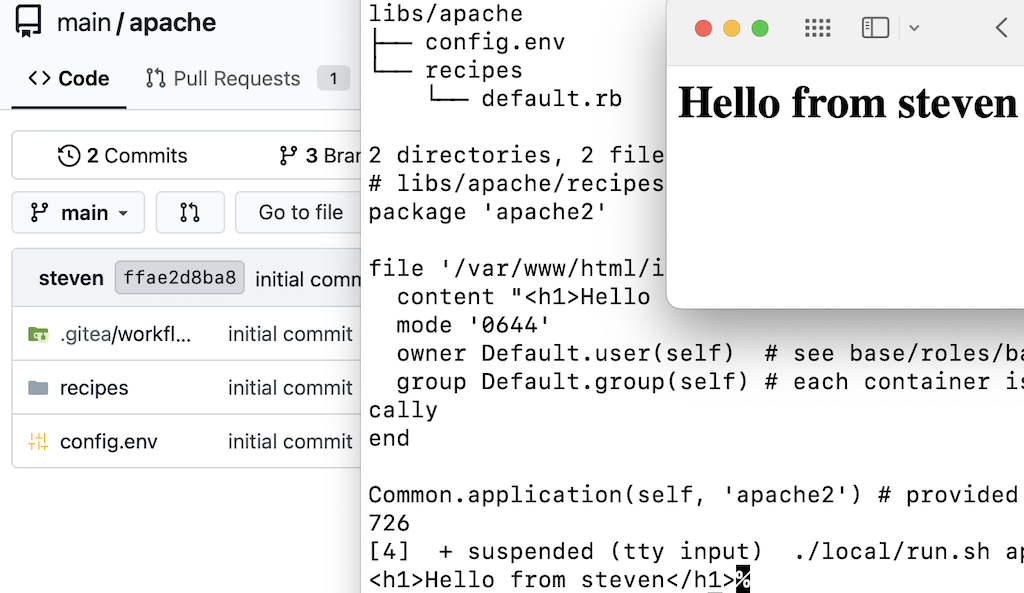 main / apache
Code
Pull Requests 1
2 Commits
3 Bran
main
Go to file
steven ffae2d8ba8 initial comm
.gitea/workfl... initial commit
recipes initial commit
config.env initial commit
libs/apache
├── config.env
└── recipes
    └── default.rb
2 directories, 2 file
# libs/apache/recipes
package 'apache2'
file '/var/www/html/i
  content "<h1>Hello
  mode '0644'
  owner Default.user(self)  # see base/roles/ba
  group Default.group(self) # each container is
cally
end
Common.application(self, 'apache2') # provided
726
[4]  + suspended (tty input)  ./local/run.sh ap
<h1>Hello from steven</h1>%
Hello from steven